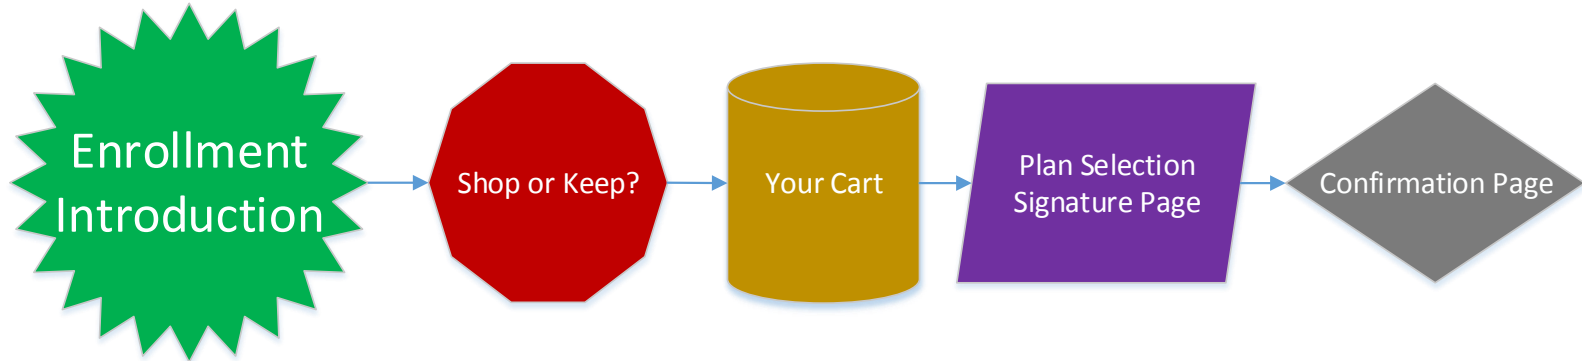 Enrollment
Introduction
Shop or Keep?
Your Cart
Plan Selection
Signature Page
Confirmation Page